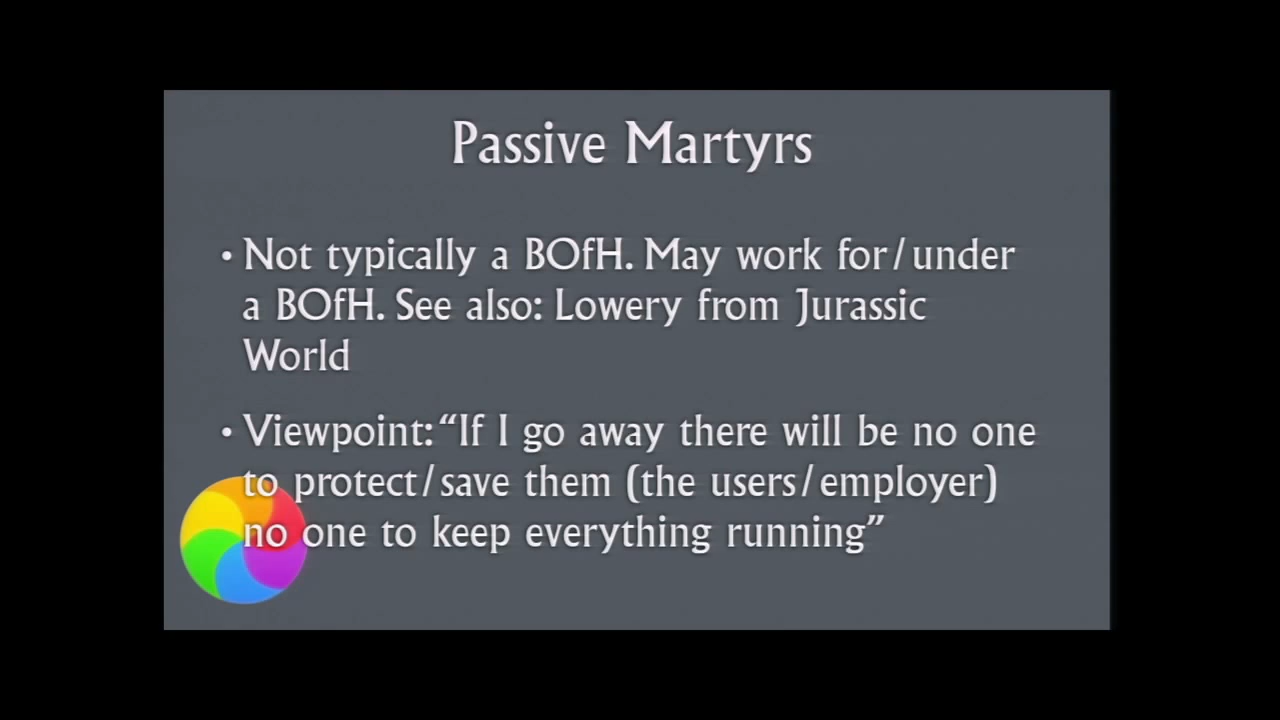 Passive Martyrs
• Not typically a BOfH. May work for/under
a BOfH. See also: Lowery from Jurassic
World
• Viewpoint: “If I go away there will be no one
to protect/save them (the users/employer)
no one to keep everything running”